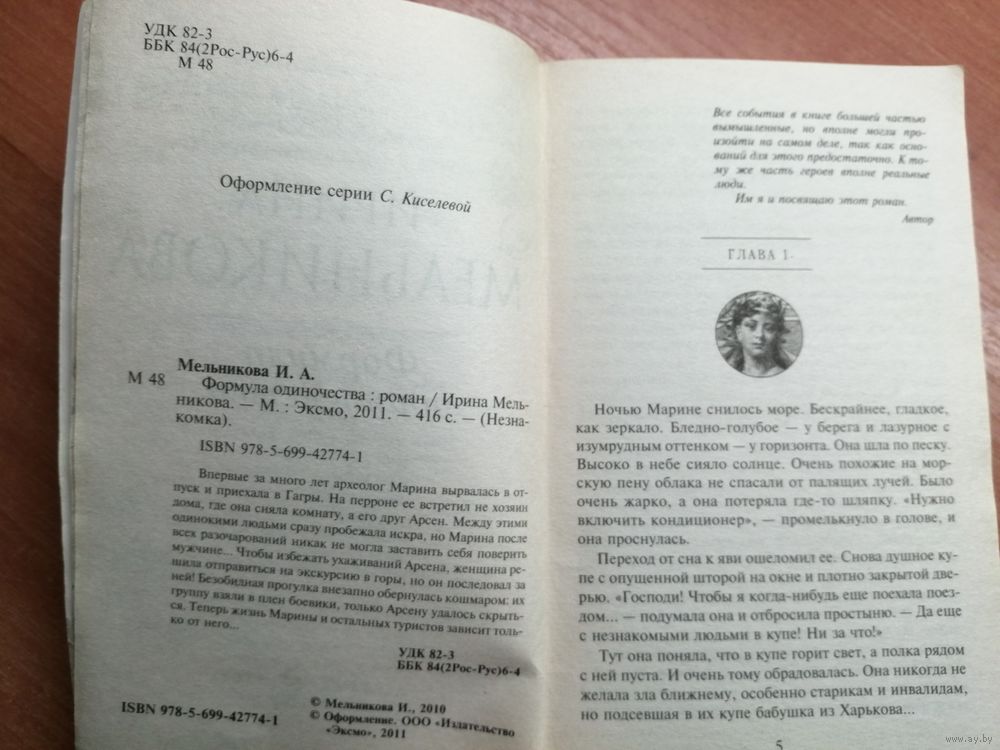 УДК 82-3
ББК 84(2Рос-Рус)6-4
М 48
Оформление серии С. Киселевой
Мельникова И. А.
М 48
Формула одиночества : роман / Ирина Мель-
никова. — М. : Эксмо, 2011. — 416 с. — (Незна-
комка).
ISBN 978-5-699-42774-1
Впервые за много лет археолог Марина вырвалась в от-
пуск и приехала в Гагры. На перроне ее встретил не хозяин
дома, где она сняла комнату, а его друг Арсен. Между этими
одинокими людьми сразу пробежала искра, но Марина после
всех разочарований никак не могла заставить себя поверить
мужчине... Чтобы избежать ухаживаний Арсена, женщина ре-
шила отправиться на экскурсию в горы, но он последовал за
ней! Безобидная прогулка внезапно обернулась кошмаром: их
группу взяли в плен боевики, только Арсену удалось скрыть-
ся. Теперь жизнь Марины и остальных туристов зависит толь-
ко от него...
УДК 82-3
ББК 84(2Рос-Рус)6-4
© Мельникова И., 2010
© Оформление. ООО «Издательство
«Эксмо», 2011
ISBN 978-5-699-42774-1
Все события в книге большей частью
вымышленные, но вполне могли про-
изойти на самом деле, так как осно-
ваний для этого предостаточно. К то-
му же часть героев вполне реальные
люди.
Им я и посвящаю этот роман.
Автор
ГЛАВА 1
Ночью Марине снилось море. Бескрайнее, гладкое,
как зеркало. Бледно-голубое — у берега и лазурное с
изумрудным оттенком — у горизонта. Она шла по песку.
Высоко в небе сияло солнце. Очень похожие на мор-
скую пену облака не спасали от палящих лучей. Было
очень жарко, а она потеряла где-то шляпку. «Нужно
включить кондиционер», — промелькнуло в голове, и
она проснулась.
Переход от сна к яви ошеломил ее. Снова душное ку-
пе с опущенной шторой на окне и плотно закрытой две-
рью. «Господи! Чтобы я когда-нибудь еще поехала поез-
дом... — подумала она и отбросила простыню. — Да еще
с незнакомыми людьми в купе! Ни за что!»
Тут она поняла, что в купе горит свет, а полка рядом
с ней пуста. И очень тому обрадовалась. Она никогда не
желала зла ближнему, особенно старикам и инвалидам,
но подсевшая в их купе бабушка из Харькова...
5
www.ay.by